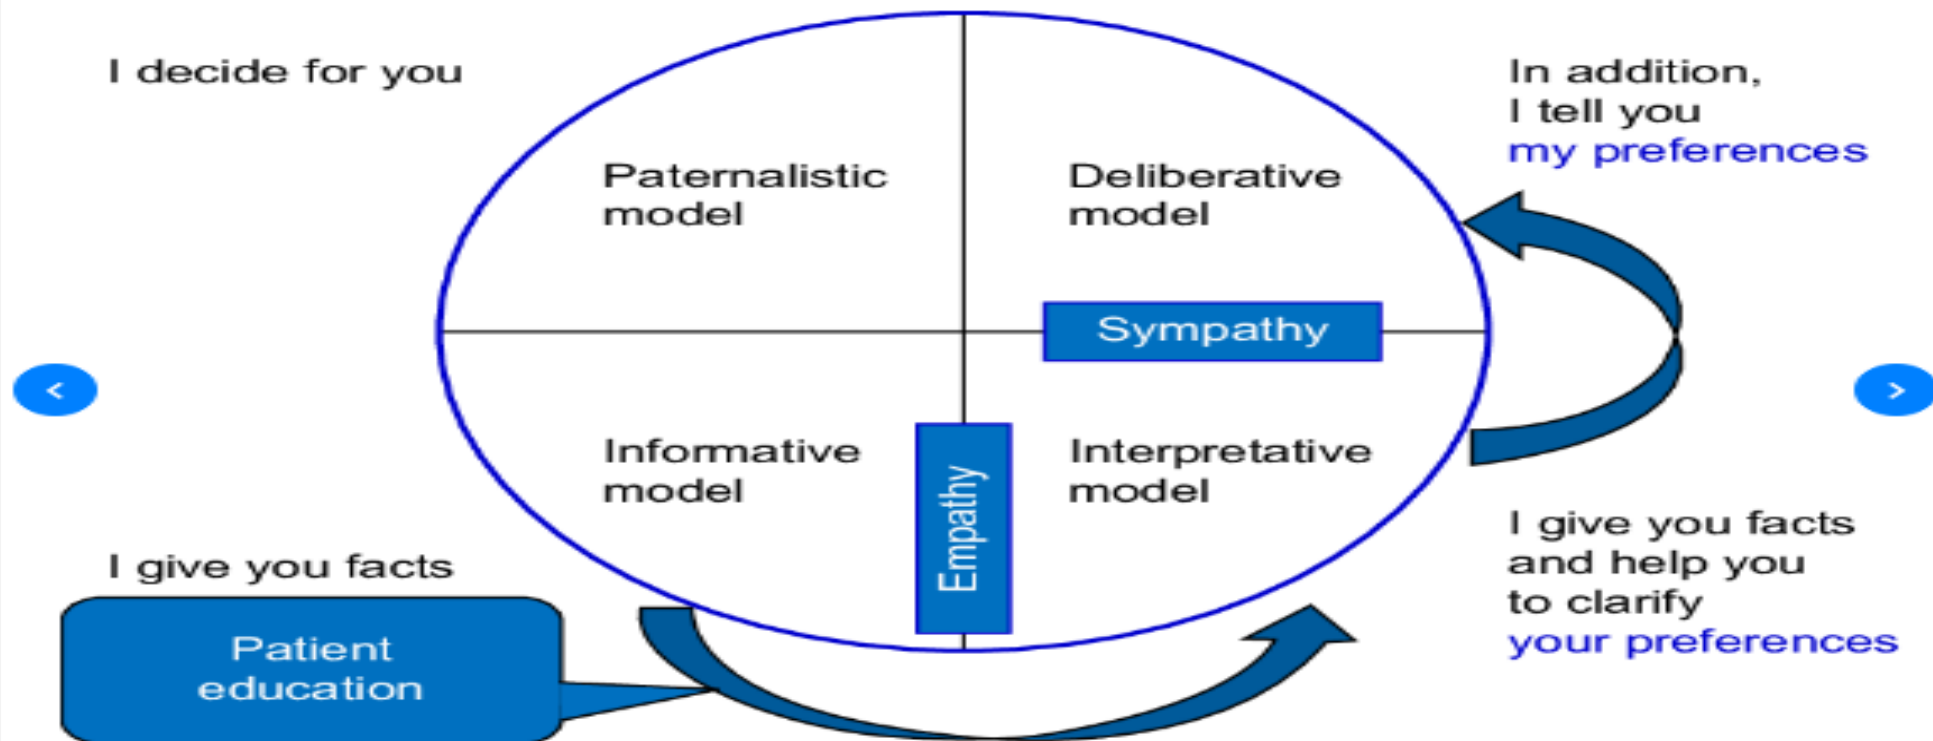 I decide for you
Paternalistic
model
Deliberative
model
In addition,
I tell you
my preferences
Sympathy
<
>
Informative
model
Empathy
Interpretative
model
I give you facts
Patient
education
I give you facts
and help you
to clarify
your preferences